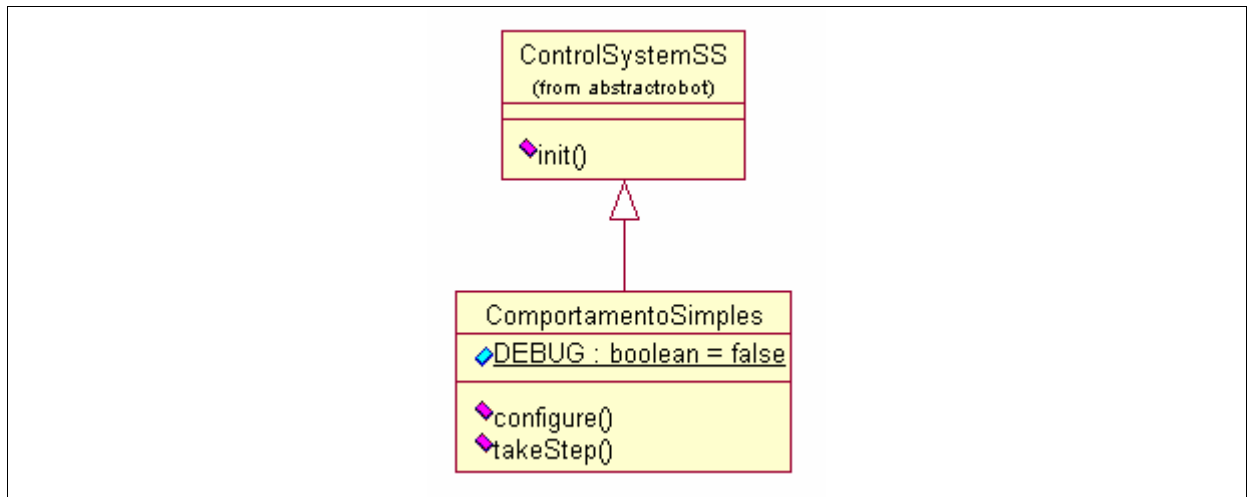 ControlSystemSS
(from abstractrobot)
init()
ComportamentoSimples
DEBUG : boolean = false
configure()
takeStep()